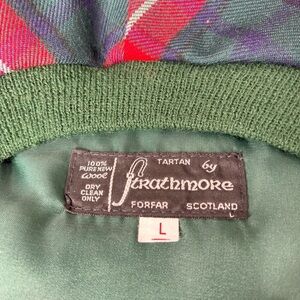 TARTAN by
100%
PURE NEW
WOOL
DRY
CLEAN
ONLY
Strathmore
FORFAR SCOTLAND
L